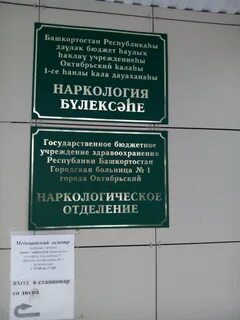 Башҡортостан Республикаһы
дәүләт бюджет һаулыҡ
һаҡлау учреждениеһы
Октябрьский ҡалаһы
1-се һанлы ҡала дауаханаһы
НАРКОЛОГИЯ
БҮЛЕКСӘҺЕ
Государственное бюджетное
учреждение здравоохранения
Республики Башкортостан
Городская больница № 1
города Октябрьский
НАРКОЛОГИЧЕСКОЕ
ОТДЕЛЕНИЕ
Медицинский осмотр
ВХОД в стационар
со двора